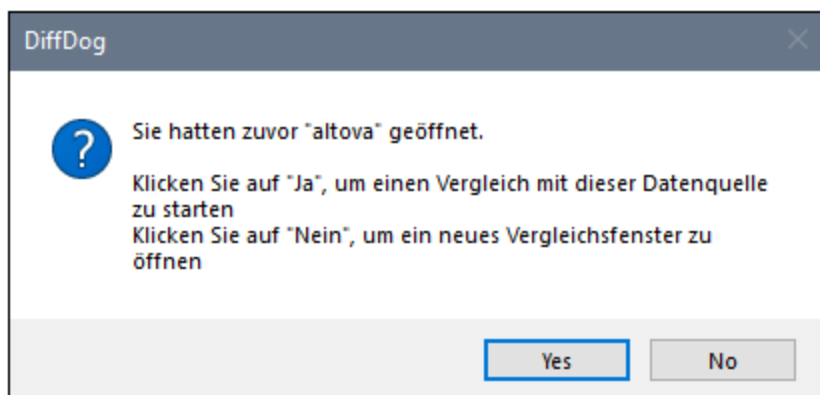 DiffDog
Sie hatten zuvor "altova" geöffnet.
Klicken Sie auf "Ja", um einen Vergleich mit dieser Datenquelle
zu starten
Klicken Sie auf "Nein", um ein neues Vergleichsfenster zu
öffnen
Yes
No